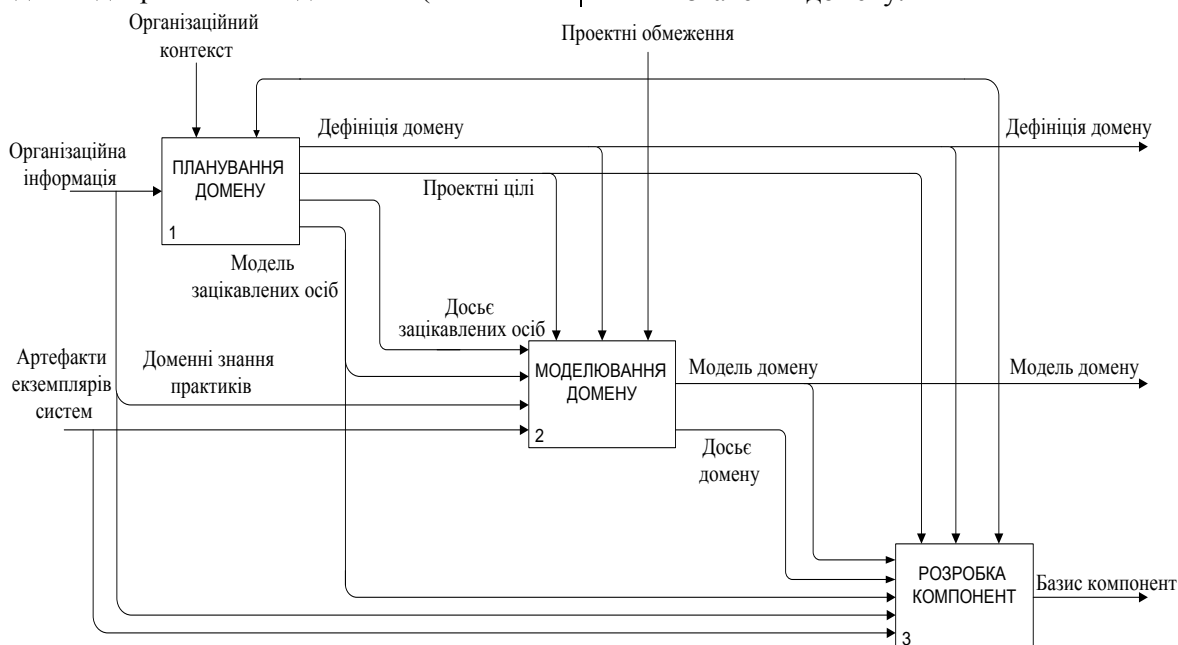 Організаційний
контекст
Проектні обмеження
Дефініція домену
Дефініція домену
Організаційна
інформація
ПЛАНУВАННЯ
ДОМЕНУ
1
Проектні цілі
Модель
зацікавлених осіб
Досьє
зацікавлених осіб
Артефакти
екземплярів
систем
Доменні знання
практиків
МОДЕЛЮВАННЯ
ДОМЕНУ
2
Модель домену
Модель домену
Досьє
домену
РОЗРОБКА
КОМПОНЕНТ
3
Базис компонент